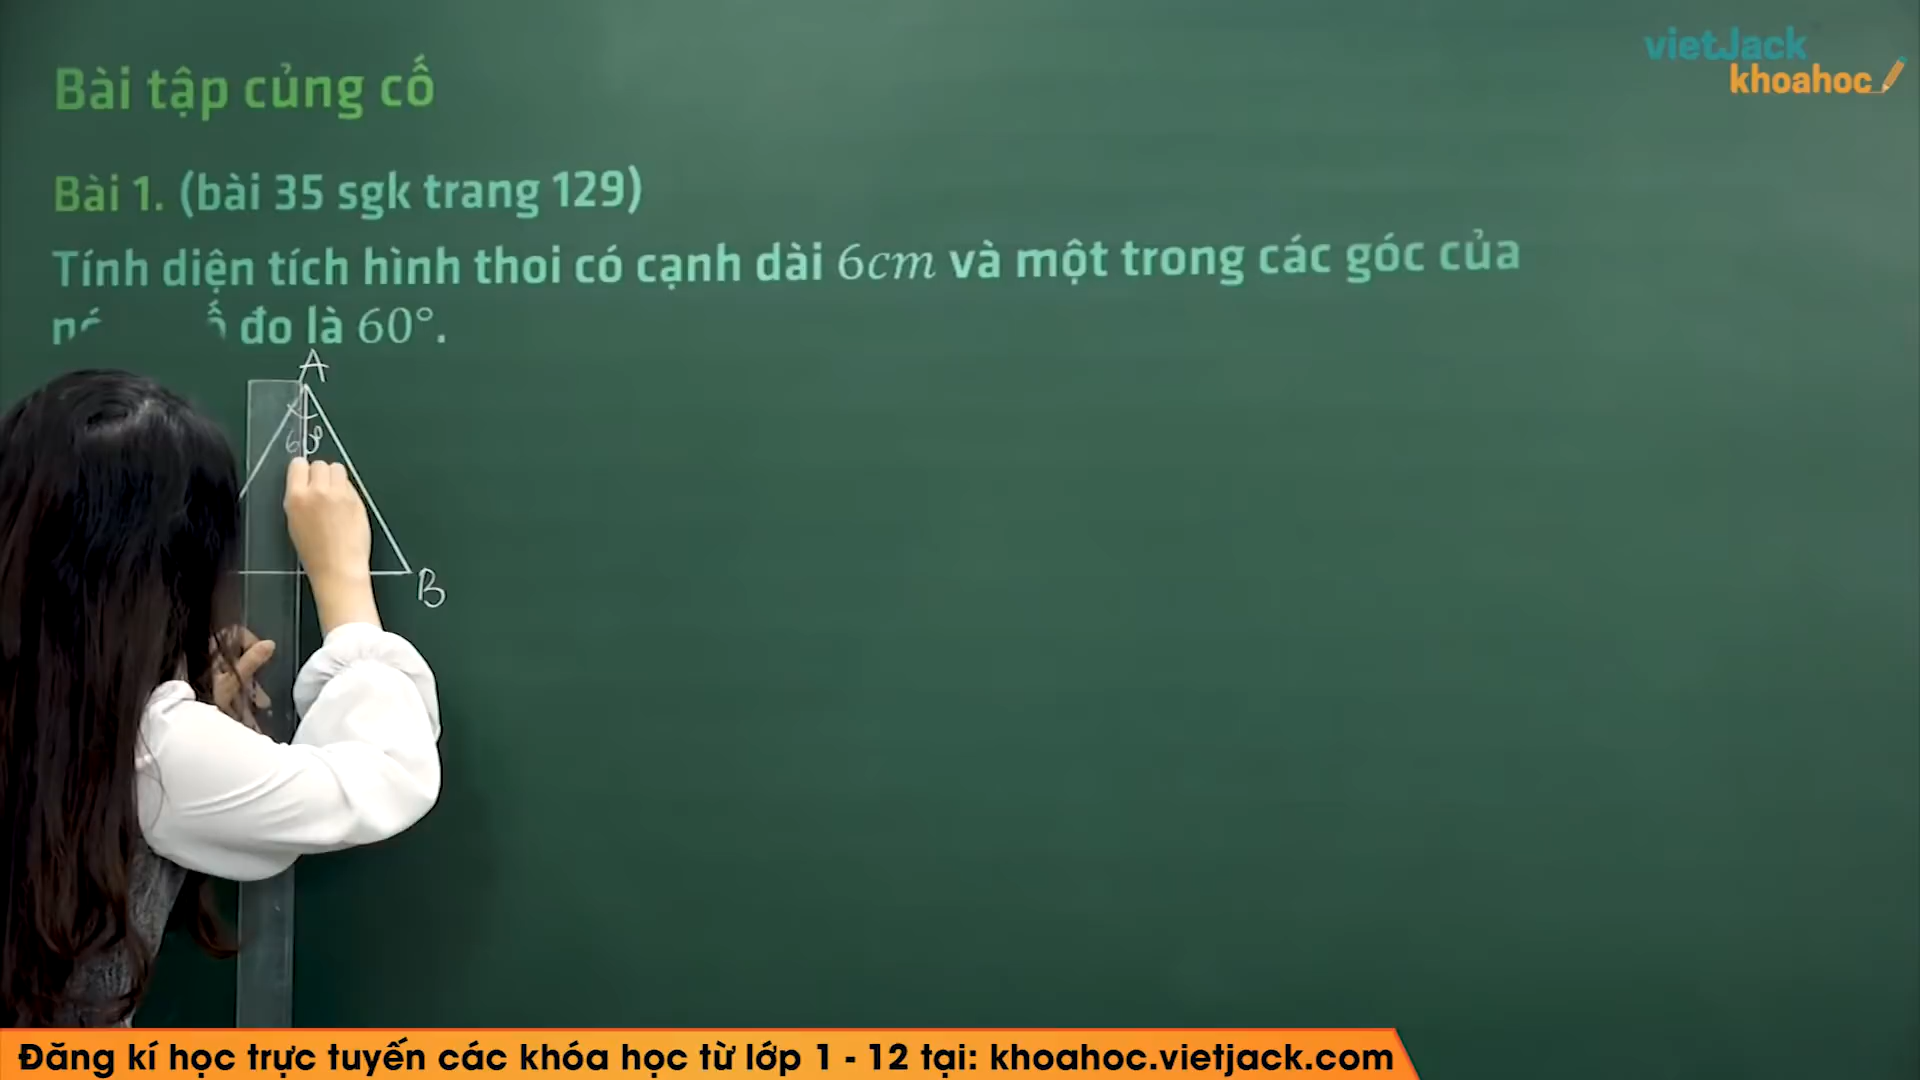 vietJack
khoahoc
Bài tập củng cố
Bài 1. (bài 35 sgk trang 129)
Tính diện tích hình thoi có cạnh dài 6cm và một trong các góc của
đo là 60°.
A
60°
B
Đăng kí học trực tuyến các khóa học từ lớp 1 - 12 tại: khoahoc.vietjack.com